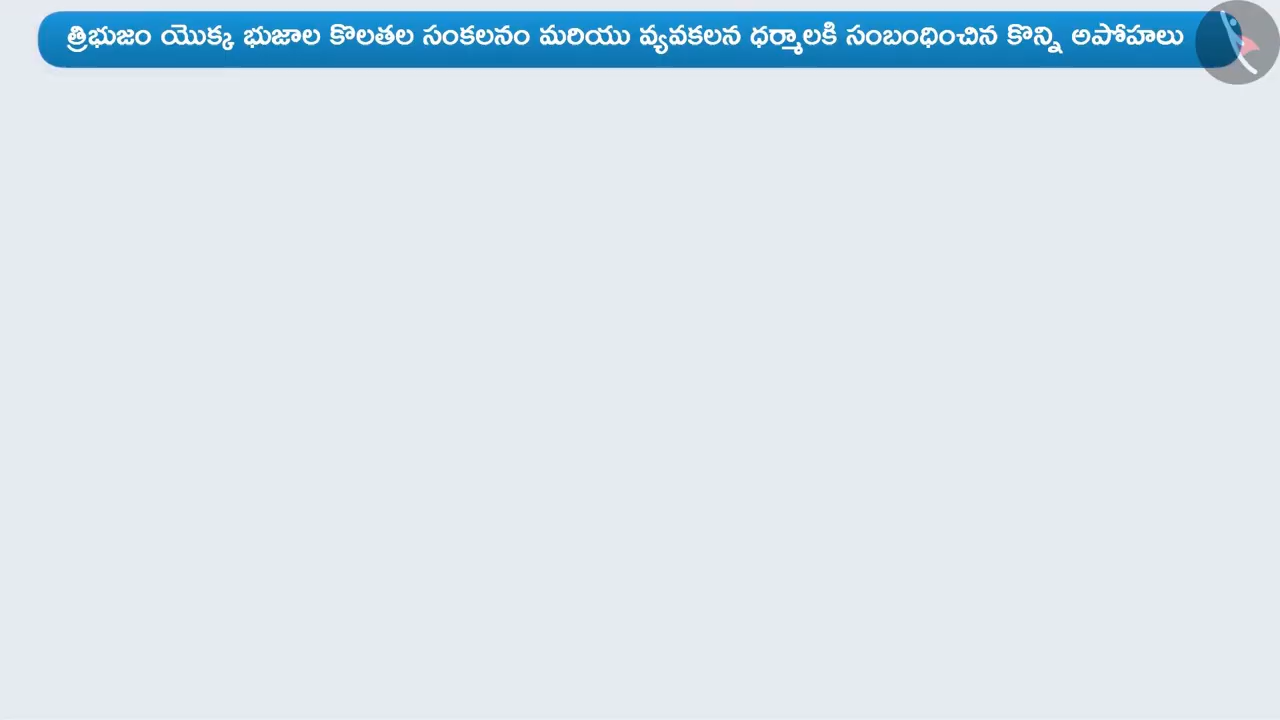 త్రిభుజం యొక్క భుజాల కొలతల సంకలనం మరియు వ్యవకలన ధర్మాలకి సంబంధించిన కొన్ని అపోహలు